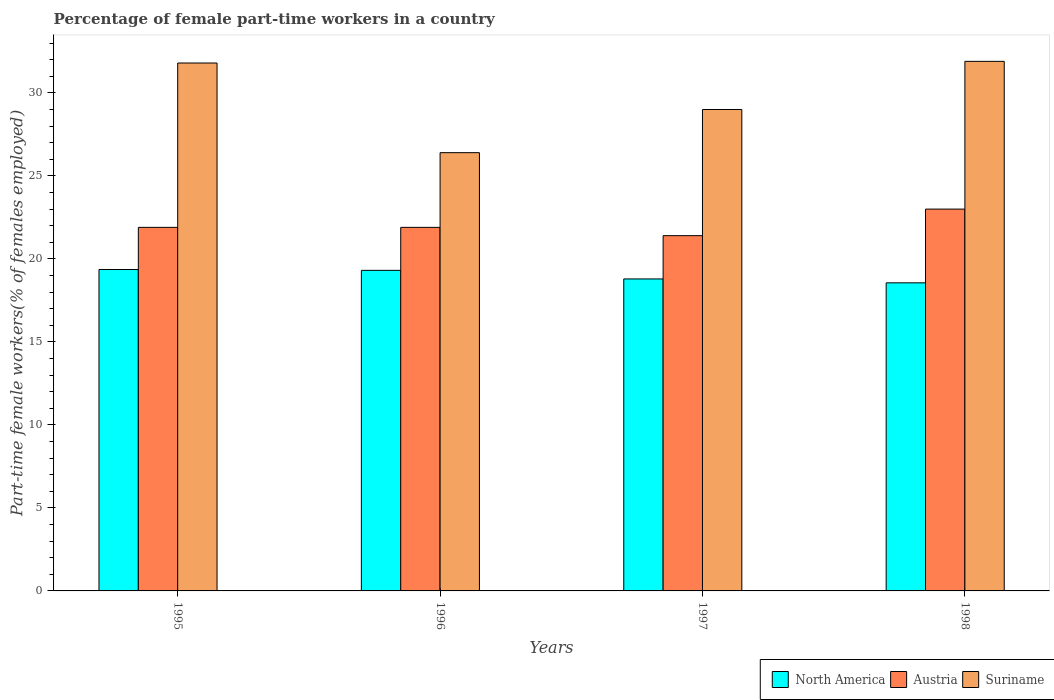 Percentage of female part-time workers in a country
Part-time female workers(% of females employed)
30
25
20
15
10
5
0
1995
1996
1997
1998
Years
North America
Austria
Suriname